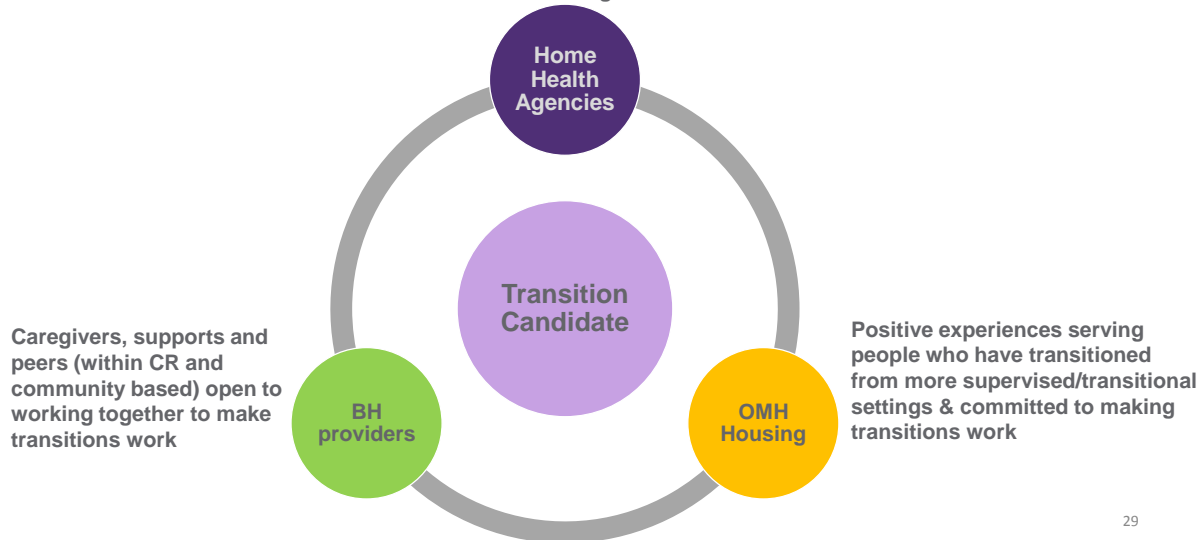 Home
Health
Agencies
Transition
Candidate
Caregivers, supports and
peers (within CR and
community based) open to
working together to make
transitions work
BH
providers
OMH
Housing
Positive experiences serving
people who have transitioned
from more supervised/transitional
settings & committed to making
transitions work
29